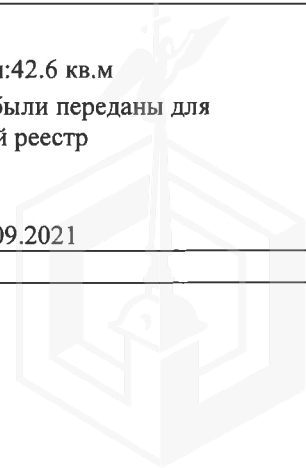 :42.6 кв.м
были переданы для
й реестр
09.2021